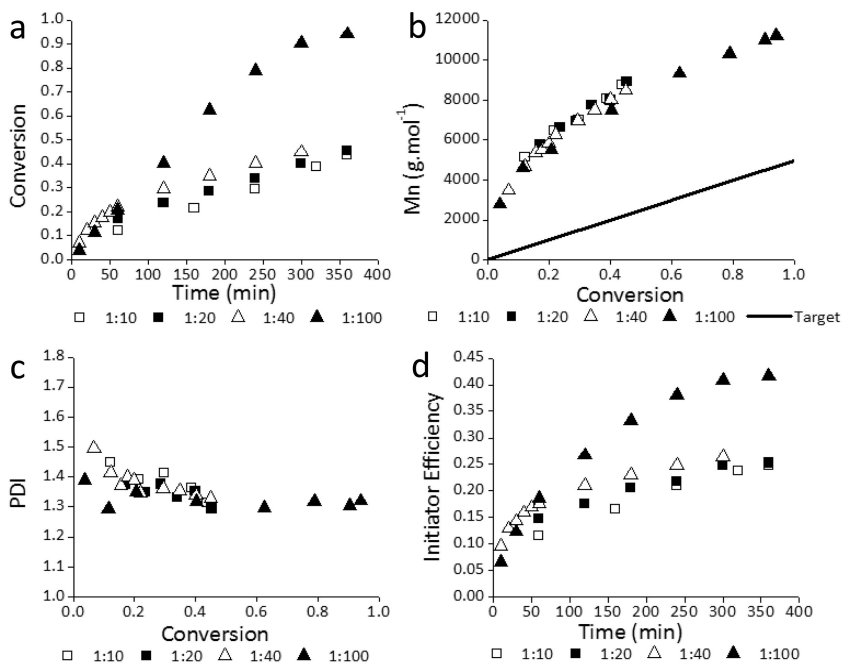 a
1.0
0.9
0.8
0.7
0.6
0.5
0.4
0.3
0.2
0.1
0.0
Conversion
0 50 100 150 200 250 300 350 400
Time (min)
1:10 1:20 1:40 1:100
b
12000
10000
8000
6000
4000
2000
0
Mn (g.mol-1)
0.0 0.2 0.4 0.6 0.8 1.0
Conversion
1:10 1:20 1:40 1:100 Target
c
1.8
1.7
1.6
1.5
1.4
1.3
1.2
1.1
1.0
PDI
0.0 0.2 0.4 0.6 0.8 1.0
Conversion
1:10 1:20 1:40 1:100
d
0.45
0.40
0.35
0.30
0.25
0.20
0.15
0.10
0.05
0.00
Initiator Efficiency
0 50 100 150 200 250 300 350 400
Time (min)
1:10 1:20 1:40 1:100